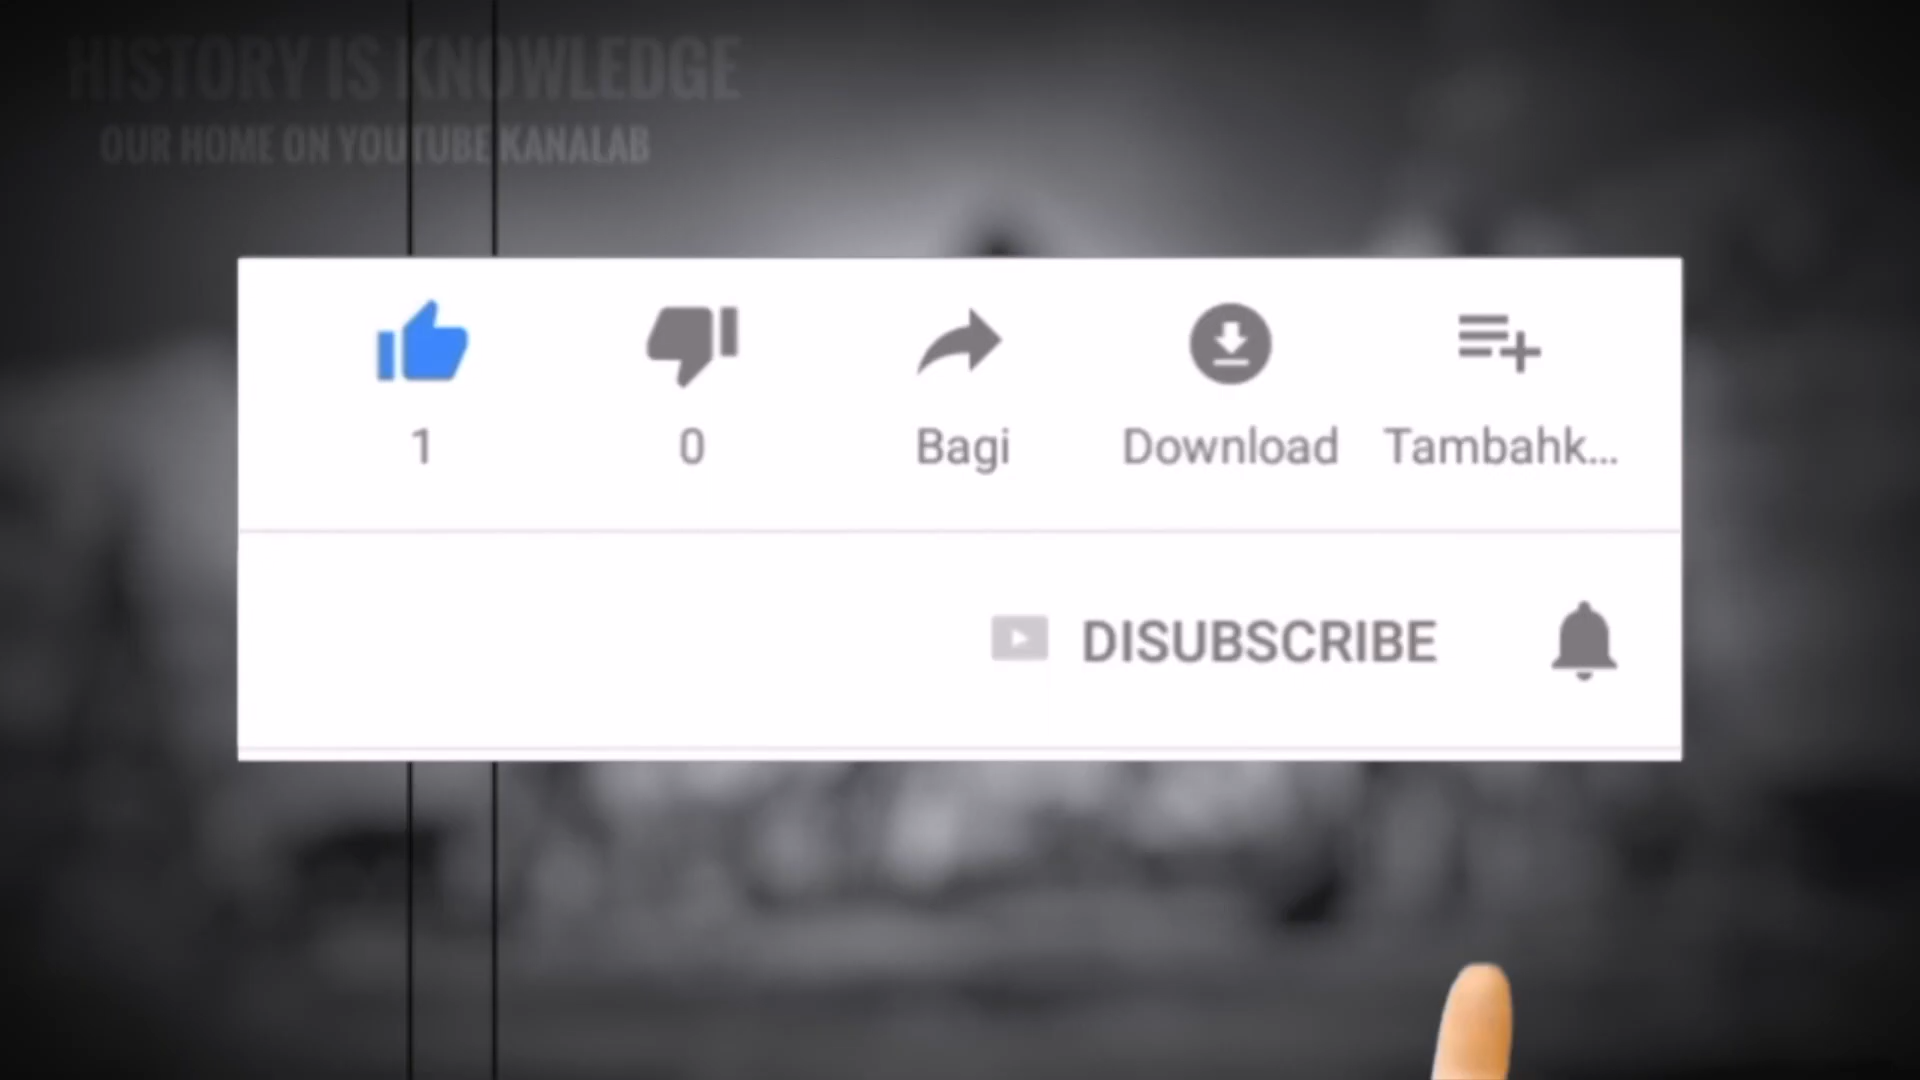 HISTORY IS KNOWLEDGE
OUR HOME ON YOUTUBE KANALAB
1 0 Bagi Download Tambahk...
DISUBSCRIBE